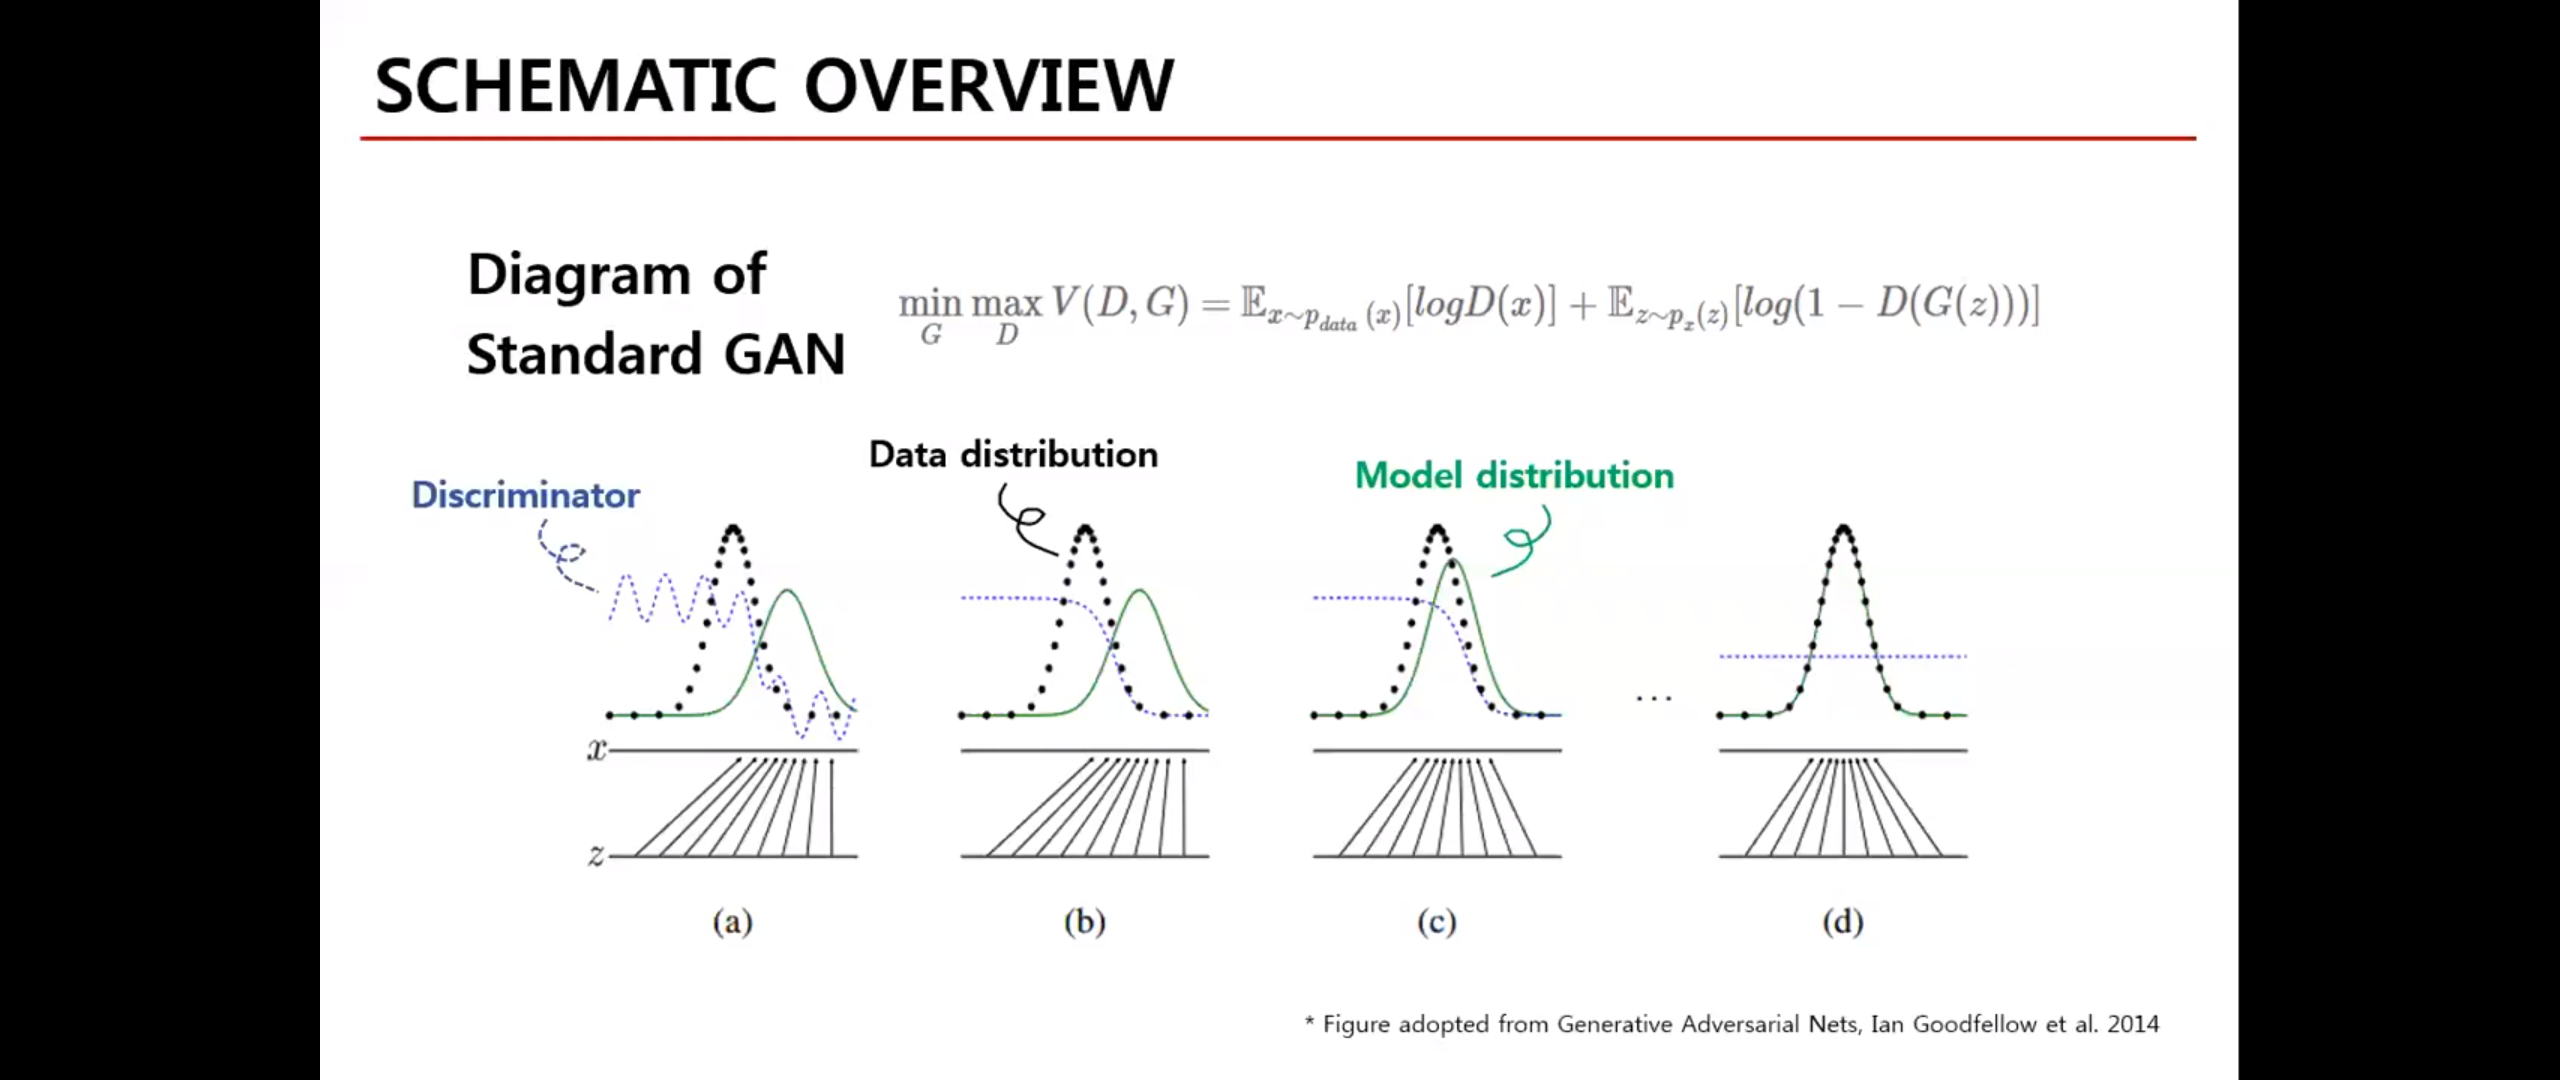 SCHEMATIC OVERVIEW
Diagram of
Standard GAN
min max V(D, G) = 𝔼x∼pdata (x)[logD(x)] + 𝔼z∼pz(z)[log(1 − D(G(z)))]
G D
Data distribution
Model distribution
Discriminator
...
x
z
(a) (b) (c) (d)
* Figure adopted from Generative Adversarial Nets, Ian Goodfellow et al. 2014